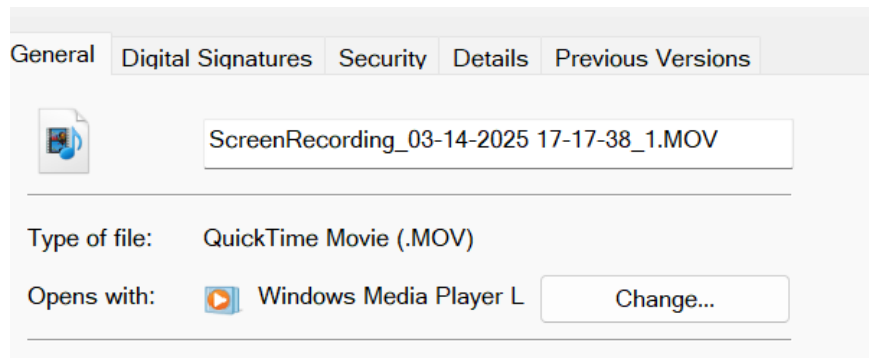 General Digital Signatures Security Details Previous Versions
ScreenRecording_03-14-2025 17-17-38_1.MOV
Type of file: QuickTime Movie (.MOV)
Opens with: Windows Media Player L Change...